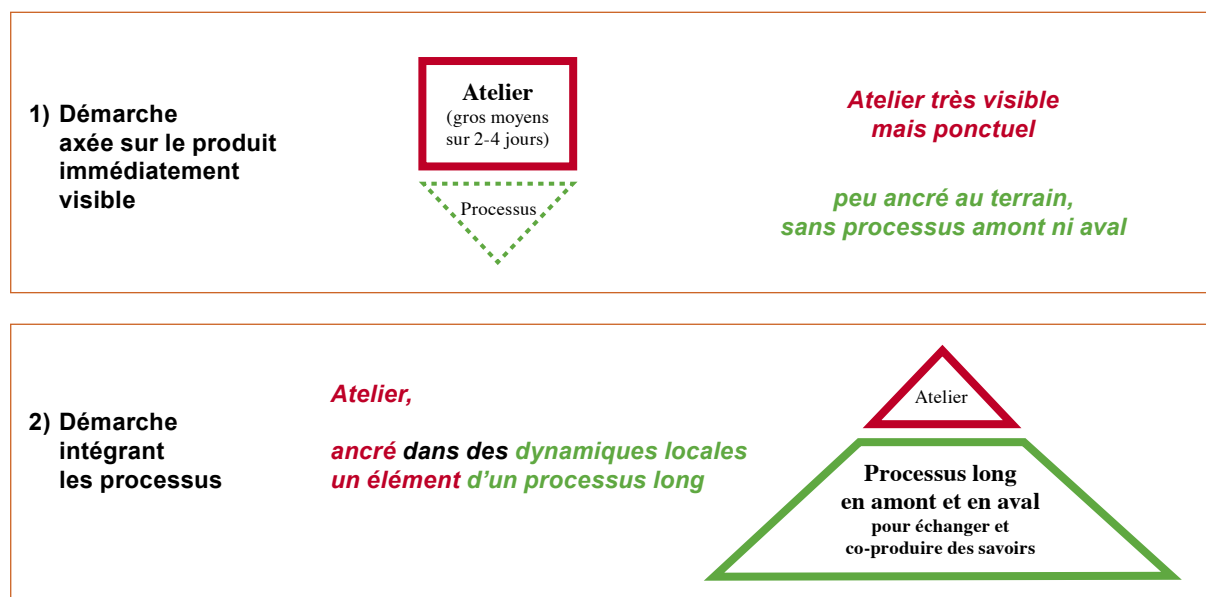 1) Démarche
axée sur le produit
immédiatement
visible
Atelier
(gros moyens
sur 2-4 jours)
Processus
Atelier très visible
mais ponctuel
peu ancré au terrain,
sans processus amont ni aval
2) Démarche
intégrant
les processus
Atelier,
ancré dans des dynamiques locales
un élément d’un processus long
Atelier
Processus long
en amont et en aval
pour échanger et
co-produire des savoirs